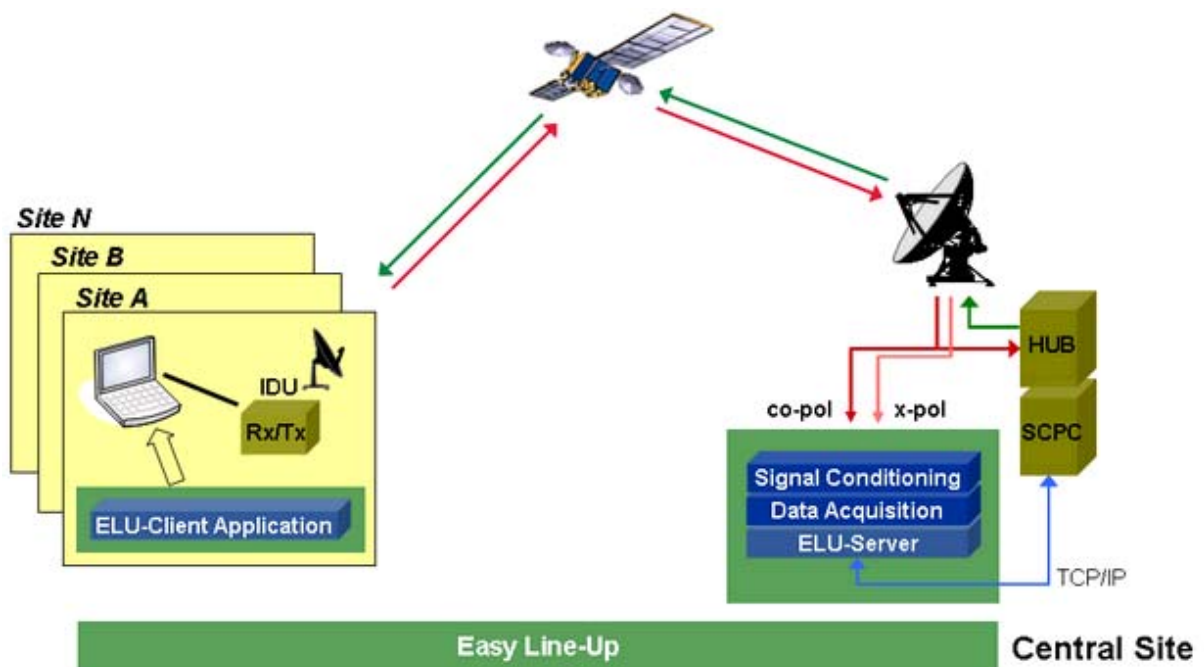 Site N
Site B
Site A
IDU
Rx/Tx
ELU-Client Application
HUB
SCPC
co-pol
x-pol
Signal Conditioning
Data Acquisition
ELU-Server
TCP/IP
Easy Line-Up
Central Site